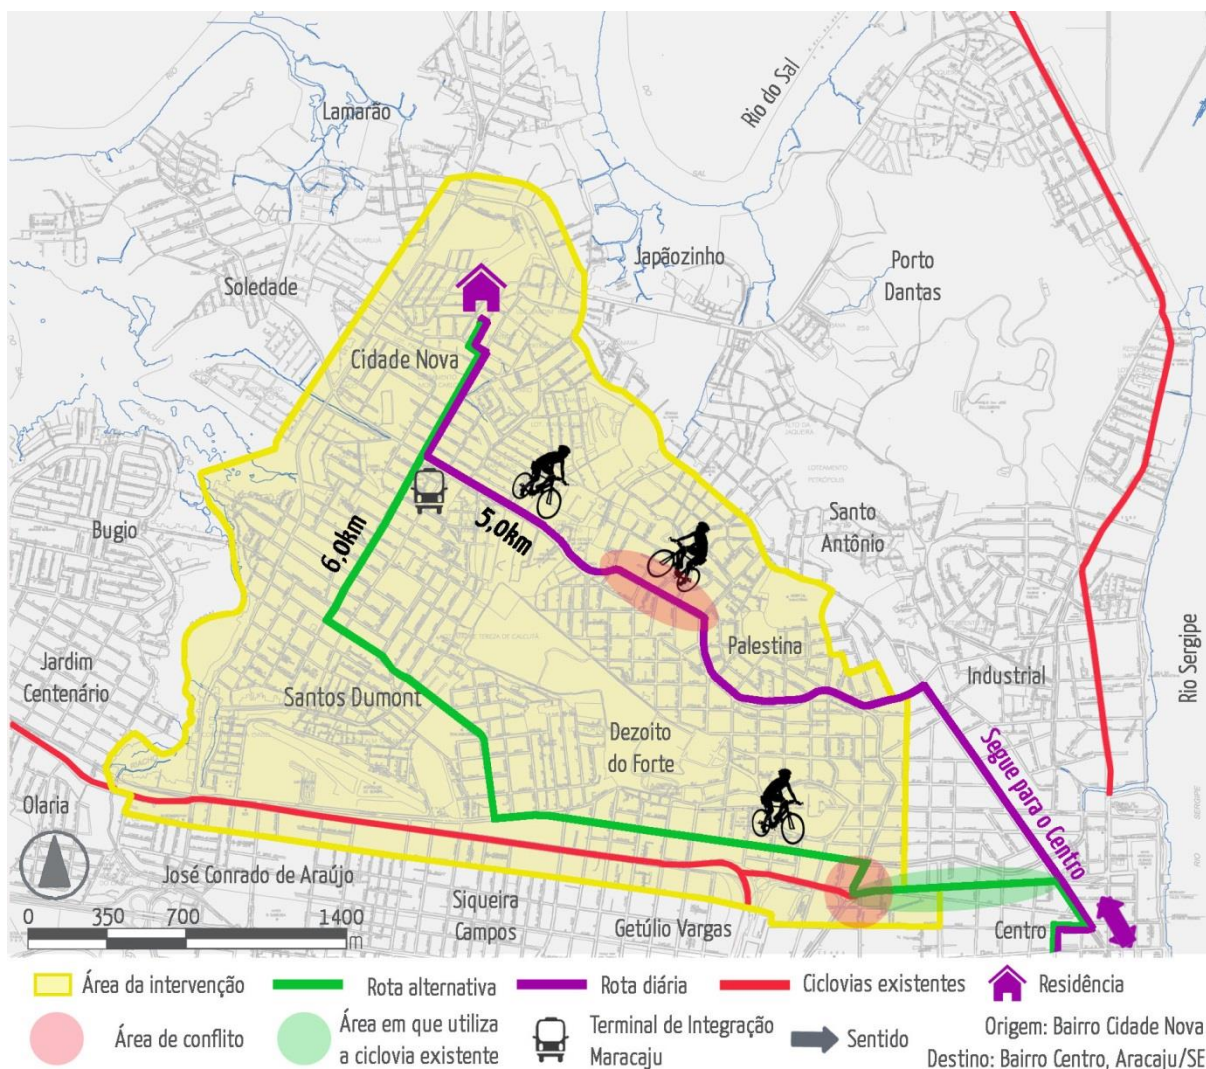 Lamarão
Rio do Sal
Japãozinho
Porto
Dantas
Soledade
Cidade Nova
Bugio
6,0km
5,0km
Santo
Antônio
Rio Sergipe
Jardim
Centenário
Palestina
Industrial
Santos Dumont
Dezoito
do Forte
Segue para o Centro
Olaria
José Conrado de Araújo
Siqueira
Campos
Getúlio Vargas
Centro
0 350 700 1400
m
Área da intervenção
Rota alternativa
Rota diária
Ciclovias existentes
Residência
Área de conflito
Área em que utiliza
a ciclovia existente
Terminal de Integração
Maracaju
Sentido
Origem: Bairro Cidade Nova
Destino: Bairro Centro, Aracaju/SE